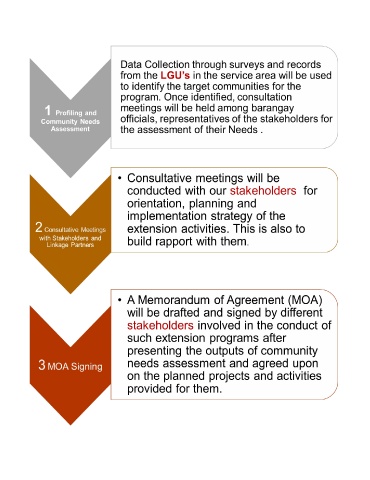 1 Profiling and
Community Needs
Assessment
Data Collection through surveys and records
from the LGU's in the service area will be used
to identify the target communities for the
program. Once identified, consultation
meetings will be held among barangay
officials, representatives of the stakeholders for
the assessment of their Needs .
2 Consultative Meetings
with Stakeholders and
Linkage Partners
• Consultative meetings will be
conducted with our stakeholders for
orientation, planning and
implementation strategy of the
extension activities. This is also to
build rapport with them.
3 MOA Signing
• A Memorandum of Agreement (MOA)
will be drafted and signed by different
stakeholders involved in the conduct of
such extension programs after
presenting the outputs of community
needs assessment and agreed upon
on the planned projects and activities
provided for them.